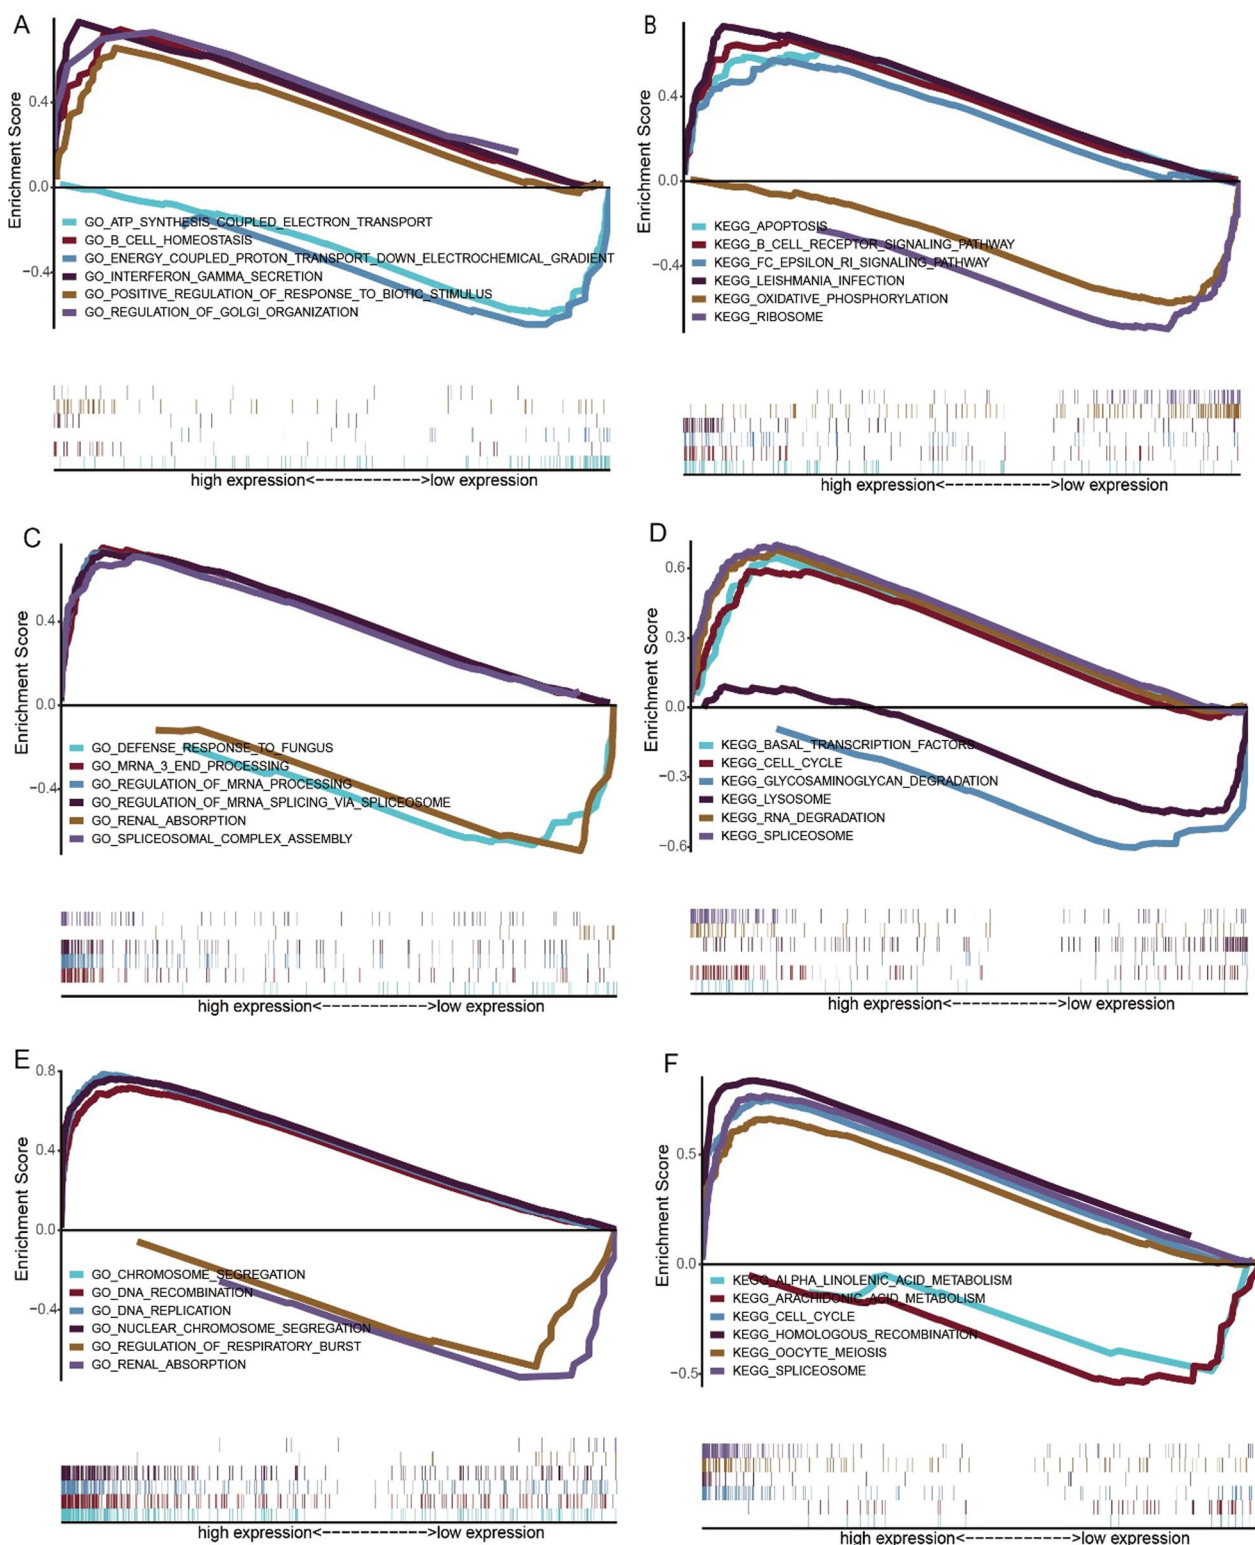 A
Enrichment Score
0.4
0.0
−0.4
GO_ATP_SYNTHESIS_COUPLED_ELECTRON_TRANSPORT
GO_B_CELL_HOMEOSTASIS
GO_ENERGY_COUPLED_PROTON_TRANSPORT_DOWN_ELECTROCHEMICAL_GRADIENT
GO_INTERFERON_GAMMA_SECRETION
GO_POSITIVE_REGULATION_OF_RESPONSE_TO_BIOTIC_STIMULUS
GO_REGULATION_OF_GOLGI_ORGANIZATION
high expression<------------>low expression
B
Enrichment Score
0.4
0.0
−0.4
KEGG_APOPTOSIS
KEGG_B_CELL_RECEPTOR_SIGNALING_PATHWAY
KEGG_FC_EPSILON_RI_SIGNALING_PATHWAY
KEGG_LEISHMANIA_INFECTION
KEGG_OXIDATIVE_PHOSPHORYLATION
KEGG_RIBOSOME
high expression<------------>low expression
C
Enrichment Score
0.4
0.0
−0.4
GO_DEFENSE_RESPONSE_TO_FUNGUS
GO_MRNA_3_END_PROCESSING
GO_REGULATION_OF_MRNA_PROCESSING
GO_REGULATION_OF_MRNA_SPLICING_VIA_SPLICEOSOME
GO_RENAL_ABSORPTION
GO_SPLICEOSOMAL_COMPLEX_ASSEMBLY
high expression<------------>low expression
D
Enrichment Score
0.6
0.3
0.0
−0.3
−0.6
KEGG_BASAL_TRANSCRIPTION_FACTORS
KEGG_CELL_CYCLE
KEGG_GLYCOSAMINOGLYCAN_DEGRADATION
KEGG_LYSOSOME
KEGG_RNA_DEGRADATION
KEGG_SPLICEOSOME
high expression<------------>low expression
E
Enrichment Score
0.8
0.4
0.0
−0.4
GO_CHROMOSOME_SEGREGATION
GO_DNA_RECOMBINATION
GO_DNA_REPLICATION
GO_NUCLEAR_CHROMOSOME_SEGREGATION
GO_REGULATION_OF_RESPIRATORY_BURST
GO_RENAL_ABSORPTION
high expression<------------>low expression
F
Enrichment Score
0.5
0.0
−0.5
KEGG_ALPHA_LINOLENIC_ACID_METABOLISM
KEGG_ARACHIDONIC_ACID_METABOLISM
KEGG_CELL_CYCLE
KEGG_HOMOLOGOUS_RECOMBINATION
KEGG_OOCYTE_MEIOSIS
KEGG_SPLICEOSOME
high expression<------------>low expression